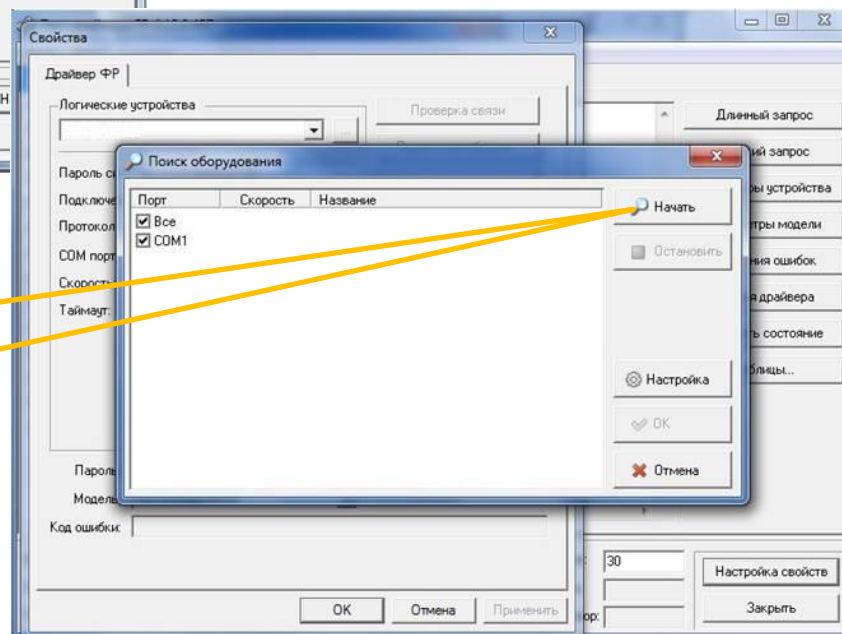 Свойства
Драйвер ФР
Логические устройства
Проверка связи
Длинный запрос
Поиск оборудования
Порт Скорость Название
Все
COM1
Начать
Остановить
Настройка
OK
Отмена
Пароль
Подключе
Протокол
COM порт
Скорость
Таймаут:
запрос
ры устройства
тры модели
ния ошибок
драйвера
ь состояние
блицы...
Пароль
Модель
Код ошибки:
30
Настройка свойств
OK
Отмена
Применить
ор:
Закрыть